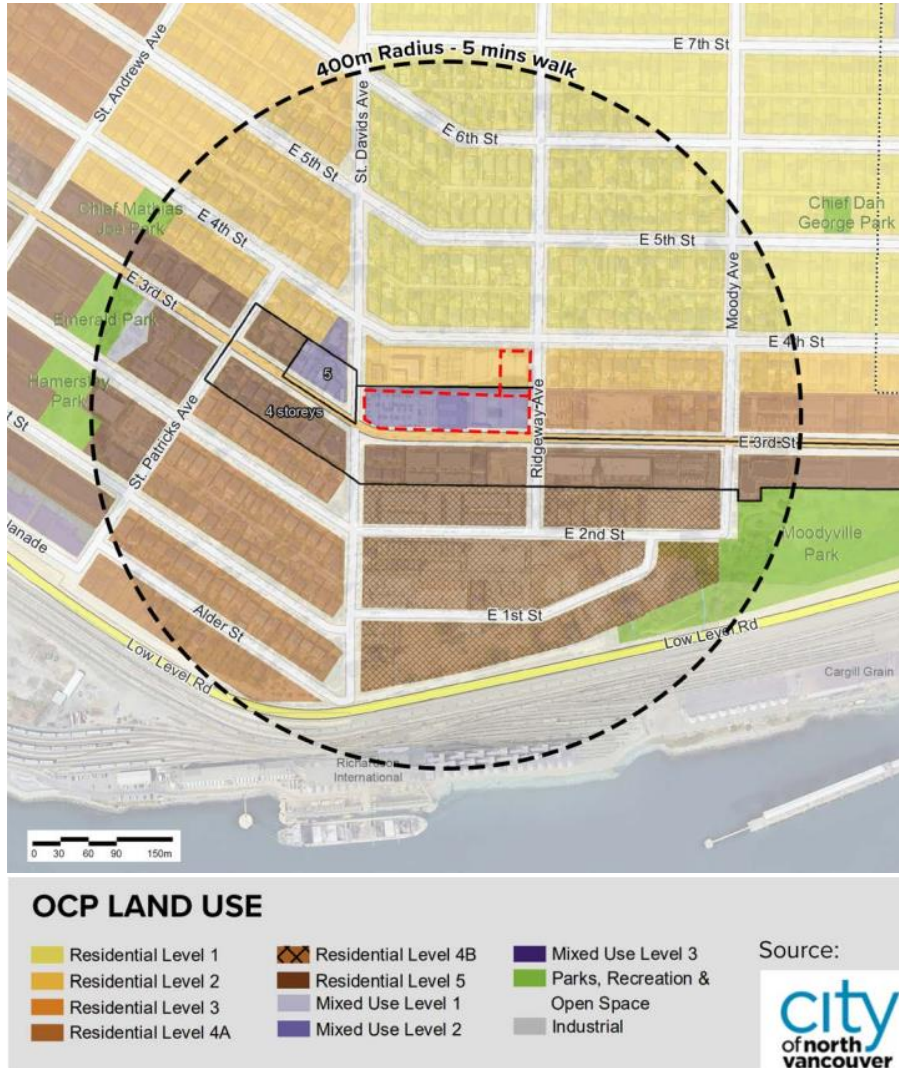 E 7th St
400m Radius - 5 mins walk
St. Andrews Ave
St. Davids Ave
E 6th St
E 5th St
Chief Mathias
Joe Park
E 4th St
Chief Dan
George Park
E 5th St
Moody Ave
E 3rd St
Emerald Park
E 4th St
5
Hamersley
Park
4 storeys
Ridgeway Ave
E 3rd St
St. Patricks Ave
E 2nd St
Moodyville
Park
E 1st St
Alder St
Low Level Rd
Low Level Rd
Cargill Grain
Richardson
International
0 30 60 90 150m
OCP LAND USE
Residential Level 1
Residential Level 2
Residential Level 3
Residential Level 4A
Residential Level 4B
Residential Level 5
Mixed Use Level 1
Mixed Use Level 2
Mixed Use Level 3
Parks, Recreation &
Open Space
Industrial
Source:
city
of north
vancouver